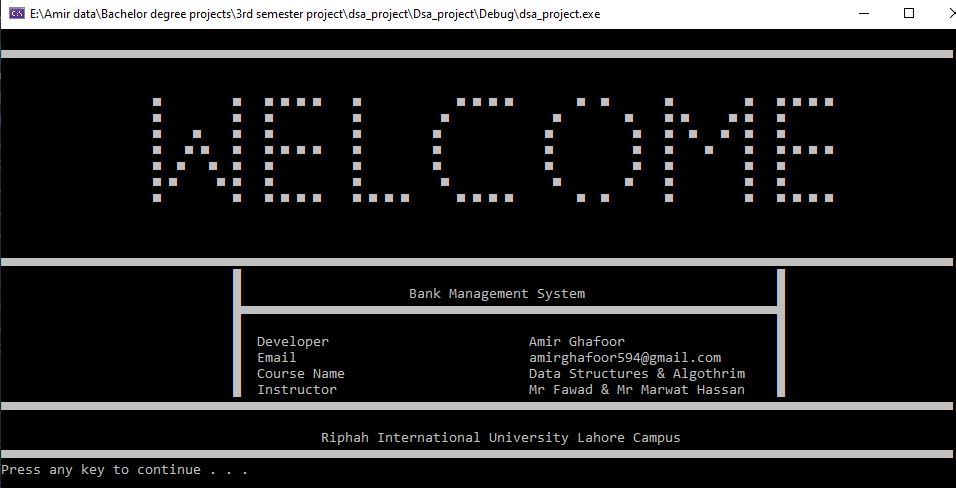 E:\Amir data\Bachelor degree projects\3rd semester project\dsa_project\Dsa_project\Debug\dsa_project.exe
WELCOME
Bank Management System
Developer Amir Ghafoor
Email amirghafoor594@gmail.com
Course Name Data Structures & Algothrim
Instructor Mr Fawad & Mr Marwat Hassan
Riphah International University Lahore Campus
Press any key to continue . . .